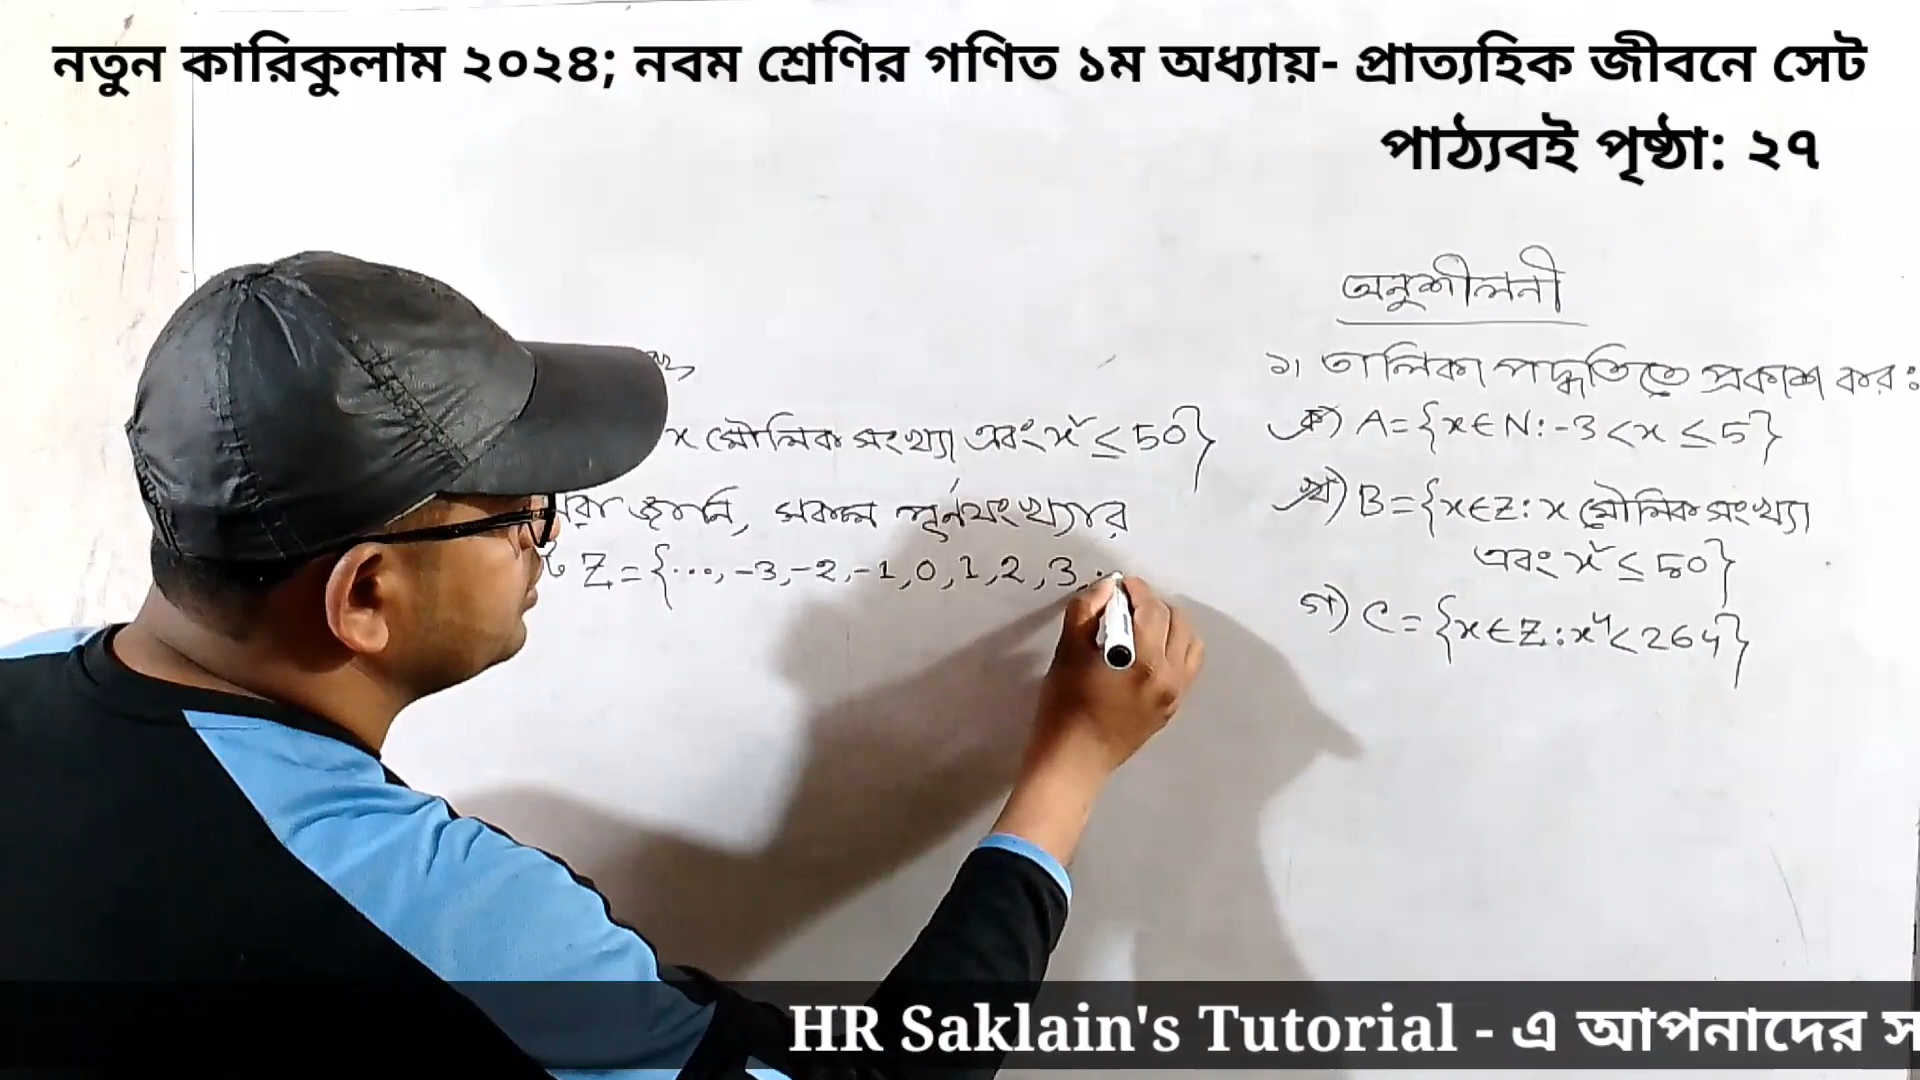 নতুন কারিকুলাম ২০২৪; নবম শ্রেণির গণিত ১ম অধ্যায়- প্রাত্যহিক জীবনে সেট
পাঠ্যবই পৃষ্ঠা: ২৭
অনুশীলনী
১। তালিকা পদ্ধতিতে প্রকাশ কর :
ক) A={x∈N:-3<x≤5}
খ) B={x∈Z: x মৌলিক সংখ্যা
এবং x²≤50}
গ) C={x∈Z:x⁴<264}
x মৌলিক সংখ্যা এবং x²≤50}
জানি, সকল পূর্ণসংখ্যার
Z={...,-3,-2,-1,0,1,2,3,
HR Saklain's Tutorial - এ আপনাদের স